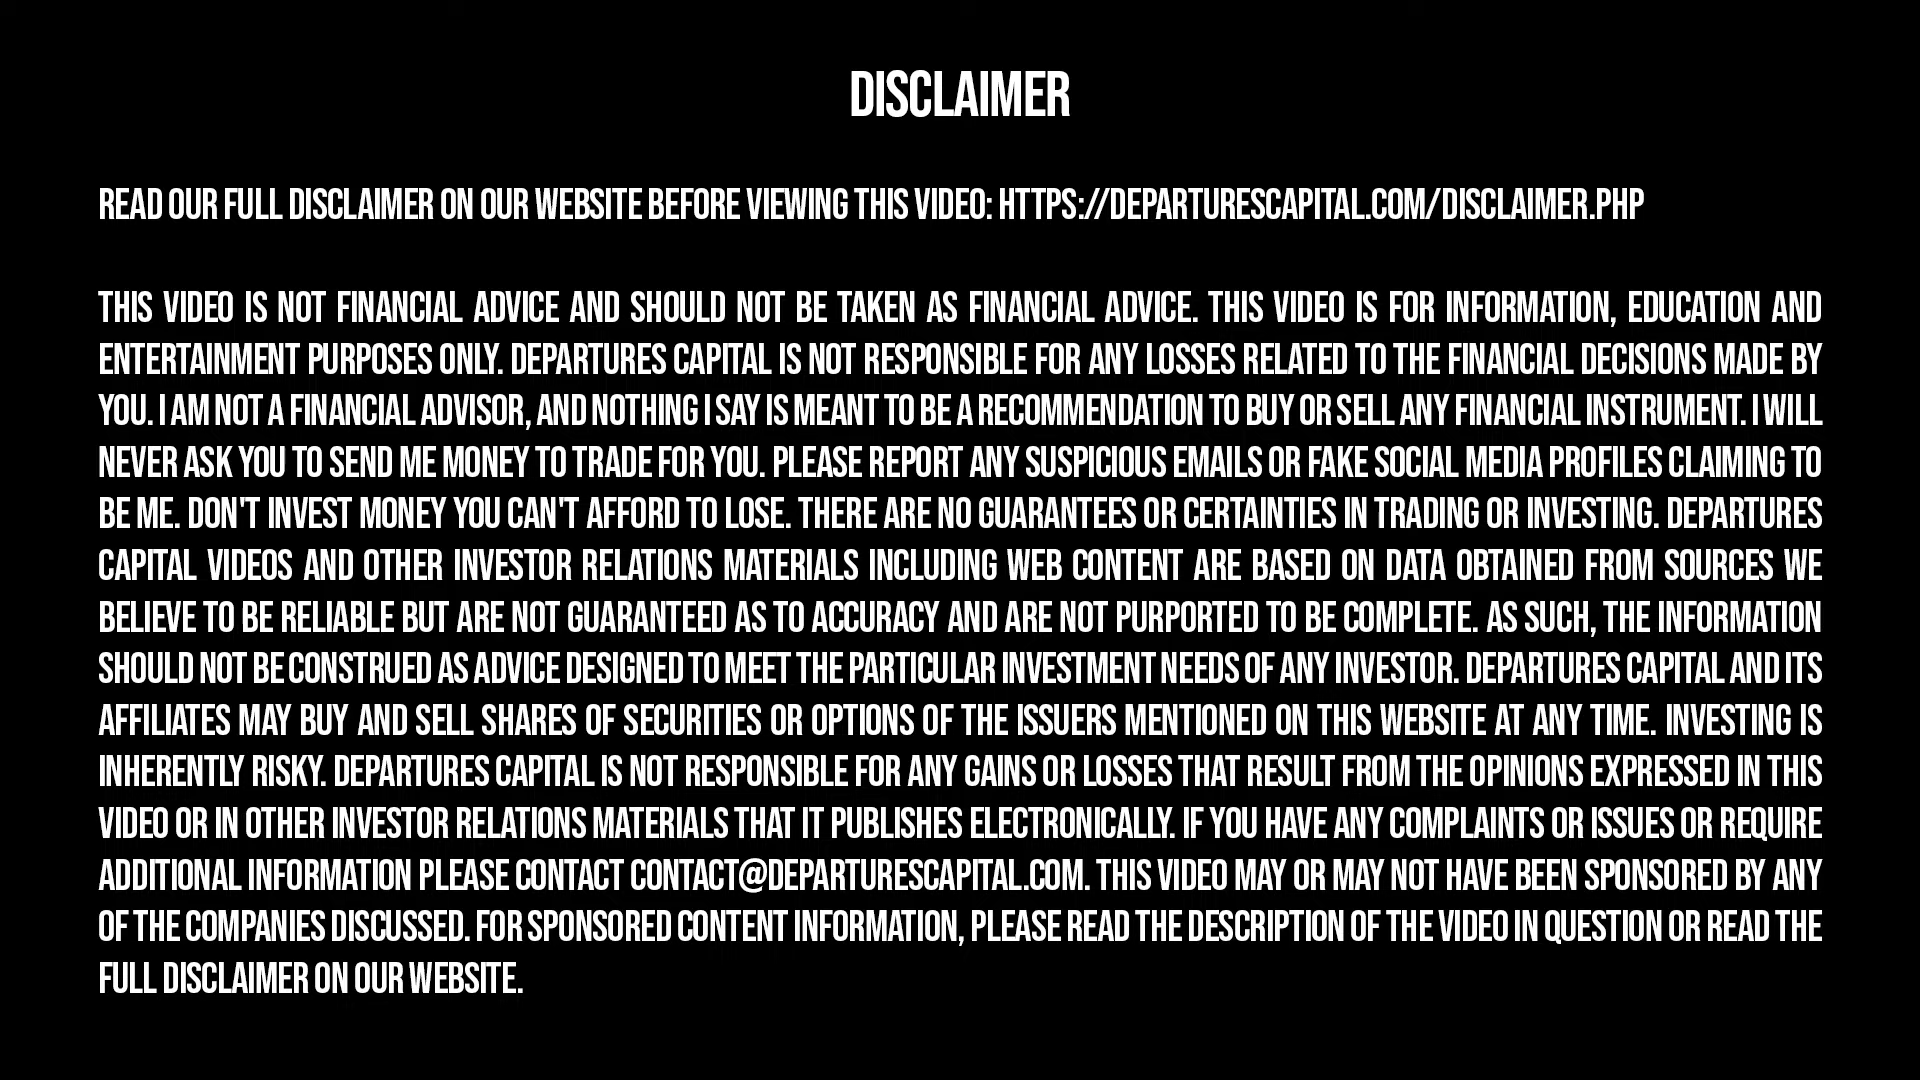 DISCLAIMER
READ OUR FULL DISCLAIMER ON OUR WEBSITE BEFORE VIEWING THIS VIDEO: HTTPS://DEPARTURESCAPITAL.COM/DISCLAIMER.PHP
THIS VIDEO IS NOT FINANCIAL ADVICE AND SHOULD NOT BE TAKEN AS FINANCIAL ADVICE. THIS VIDEO IS FOR INFORMATION, EDUCATION AND
ENTERTAINMENT PURPOSES ONLY. DEPARTURES CAPITAL IS NOT RESPONSIBLE FOR ANY LOSSES RELATED TO THE FINANCIAL DECISIONS MADE BY
YOU. I AM NOT A FINANCIAL ADVISOR, AND NOTHING I SAY IS MEANT TO BE A RECOMMENDATION TO BUY OR SELL ANY FINANCIAL INSTRUMENT. I WILL
NEVER ASK YOU TO SEND ME MONEY TO TRADE FOR YOU. PLEASE REPORT ANY SUSPICIOUS EMAILS OR FAKE SOCIAL MEDIA PROFILES CLAIMING TO
BE ME. DON'T INVEST MONEY YOU CAN'T AFFORD TO LOSE. THERE ARE NO GUARANTEES OR CERTAINTIES IN TRADING OR INVESTING. DEPARTURES
CAPITAL VIDEOS AND OTHER INVESTOR RELATIONS MATERIALS INCLUDING WEB CONTENT ARE BASED ON DATA OBTAINED FROM SOURCES WE
BELIEVE TO BE RELIABLE BUT ARE NOT GUARANTEED AS TO ACCURACY AND ARE NOT PURPORTED TO BE COMPLETE. AS SUCH, THE INFORMATION
SHOULD NOT BE CONSTRUED AS ADVICE DESIGNED TO MEET THE PARTICULAR INVESTMENT NEEDS OF ANY INVESTOR. DEPARTURES CAPITAL AND ITS
AFFILIATES MAY BUY AND SELL SHARES OF SECURITIES OR OPTIONS OF THE ISSUERS MENTIONED ON THIS WEBSITE AT ANY TIME. INVESTING IS
INHERENTLY RISKY. DEPARTURES CAPITAL IS NOT RESPONSIBLE FOR ANY GAINS OR LOSSES THAT RESULT FROM THE OPINIONS EXPRESSED IN THIS
VIDEO OR IN OTHER INVESTOR RELATIONS MATERIALS THAT IT PUBLISHES ELECTRONICALLY. IF YOU HAVE ANY COMPLAINTS OR ISSUES OR REQUIRE
ADDITIONAL INFORMATION PLEASE CONTACT CONTACT@DEPARTURESCAPITAL.COM. THIS VIDEO MAY OR MAY NOT HAVE BEEN SPONSORED BY ANY
OF THE COMPANIES DISCUSSED. FOR SPONSORED CONTENT INFORMATION, PLEASE READ THE DESCRIPTION OF THE VIDEO IN QUESTION OR READ THE
FULL DISCLAIMER ON OUR WEBSITE.